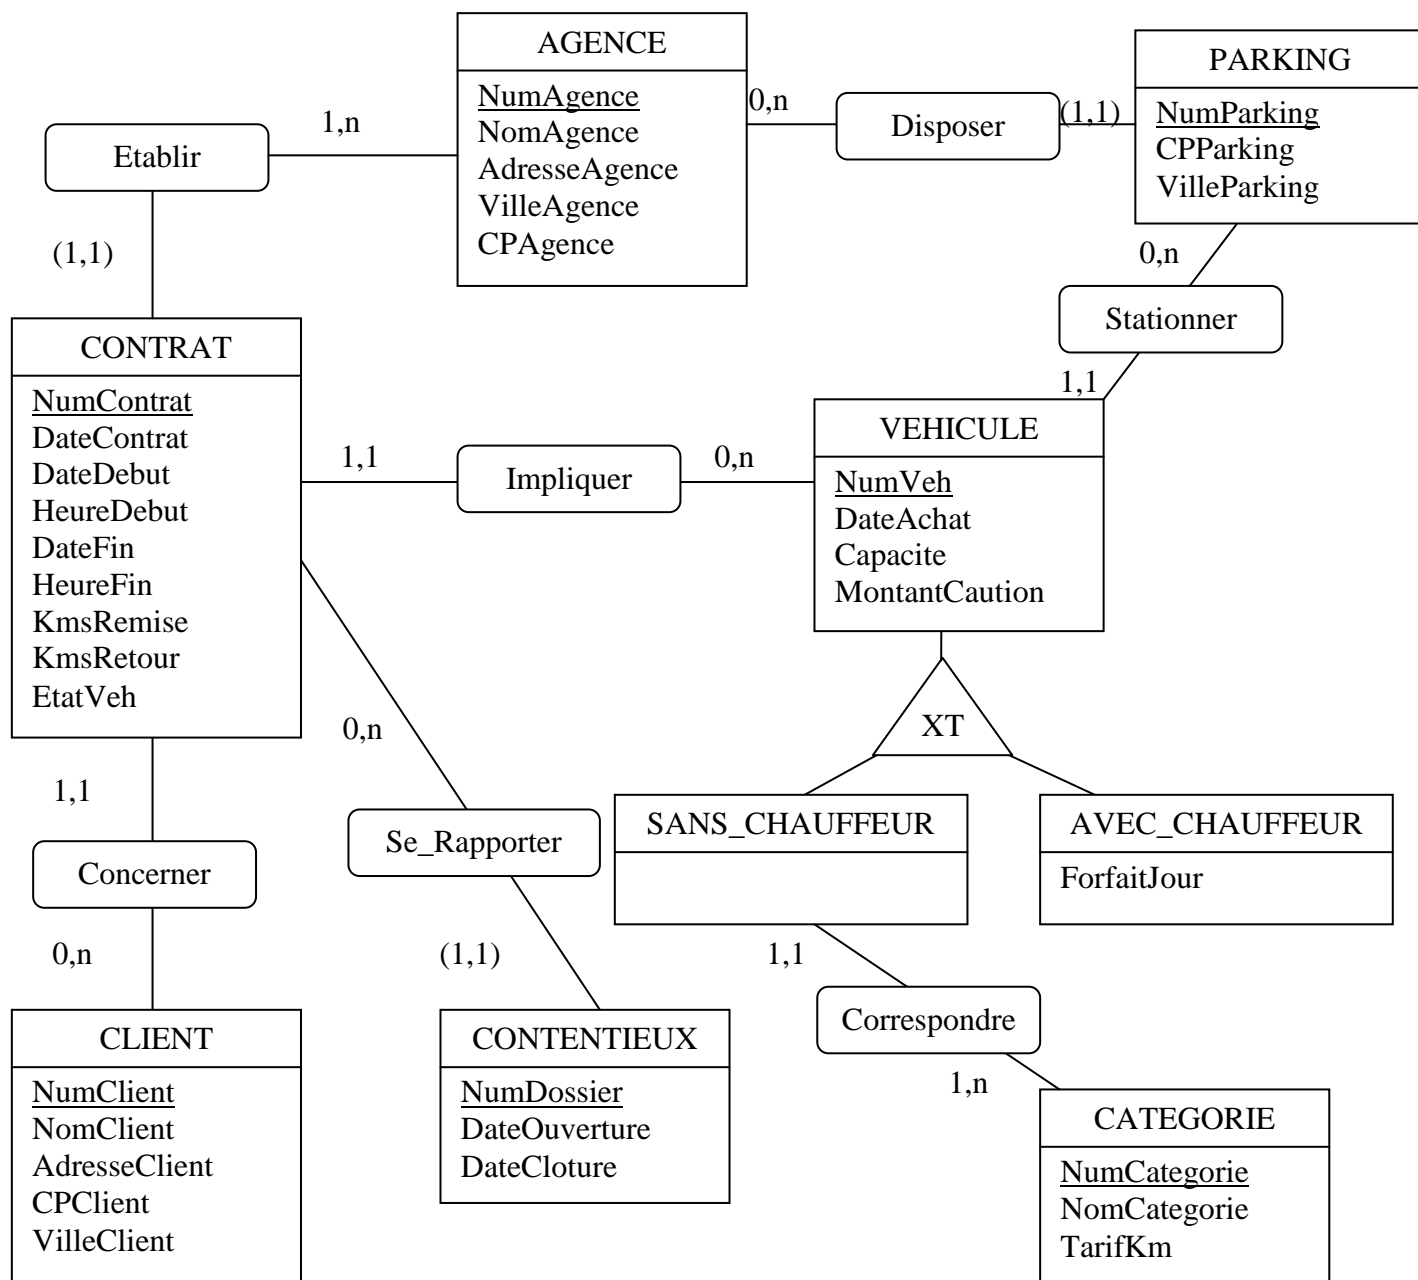 AGENCE
NumAgence
NomAgence
AdresseAgence
VilleAgence
CPAgence
PARKING
NumParking
CPParking
VilleParking
0,n
Disposer
(1,1)
1,n
Etablir
(1,1)
0,n
Stationner
1,1
CONTRAT
NumContrat
DateContrat
DateDebut
HeureDebut
DateFin
HeureFin
KmsRemise
KmsRetour
EtatVeh
1,1
Impliquer
0,n
VEHICULE
NumVeh
DateAchat
Capacite
MontantCaution
XT
0,n
Se_Rapporter
(1,1)
1,1
Concerner
0,n
SANS_CHAUFFEUR
AVEC_CHAUFFEUR
ForfaitJour
1,1
Correspondre
1,n
CLIENT
NumClient
NomClient
AdresseClient
CPClient
VilleClient
CONTENTIEUX
NumDossier
DateOuverture
DateCloture
CATEGORIE
NumCategorie
NomCategorie
TarifKm